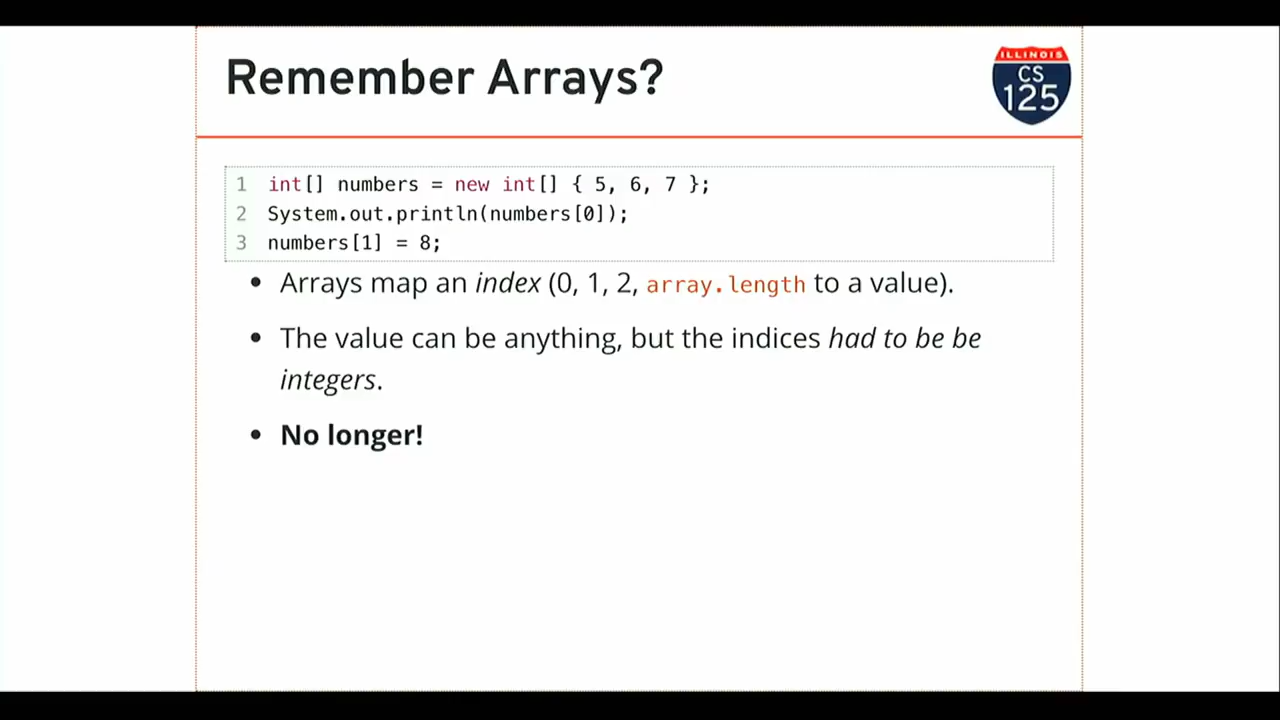 Remember Arrays?
ILLINOIS
CS
125
1 int[] numbers = new int[] { 5, 6, 7 };
2 System.out.println(numbers[0]);
3 numbers[1] = 8;
• Arrays map an index (0, 1, 2, array.length to a value).
• The value can be anything, but the indices had to be be
integers.
• No longer!